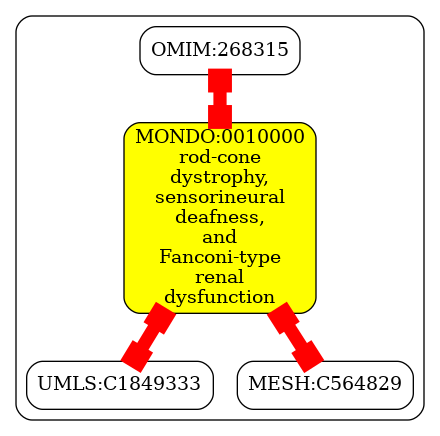 OMIM:268315
MONDO:0010000
rod-cone
dystrophy,
sensorineural
deafness,
and
Fanconi-type
renal
dysfunction
UMLS:C1849333
MESH:C564829